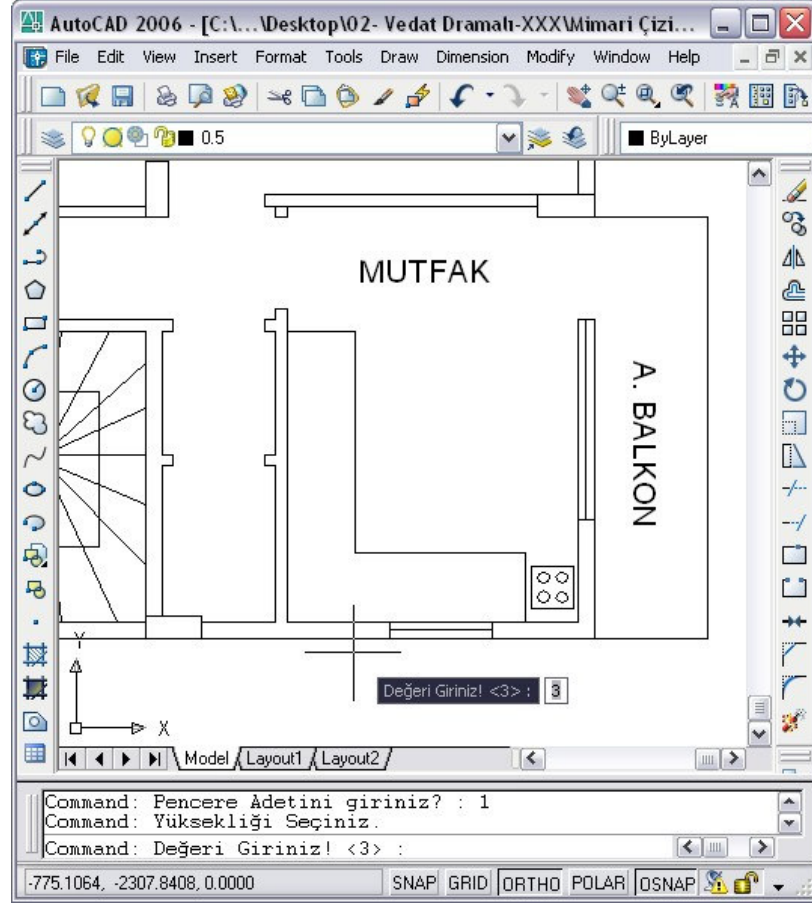 AutoCAD 2006 - [C:\...\Desktop\02- Vedat Dramalı-XXX\Mimari Çizi...
File Edit View Insert Format Tools Draw Dimension Modify Window Help
0.5 ByLayer
MUTFAK
A. BALKON
Y
Değeri Giriniz! <3> : 3
X
Model Layout1 Layout2
Command: Pencere Adetini giriniz? : 1
Command: Yüksekliği Seçiniz.
Command: Değeri Giriniz! <3> :
-775.1064, -2307.8408, 0.0000 SNAP GRID ORTHO POLAR OSNAP